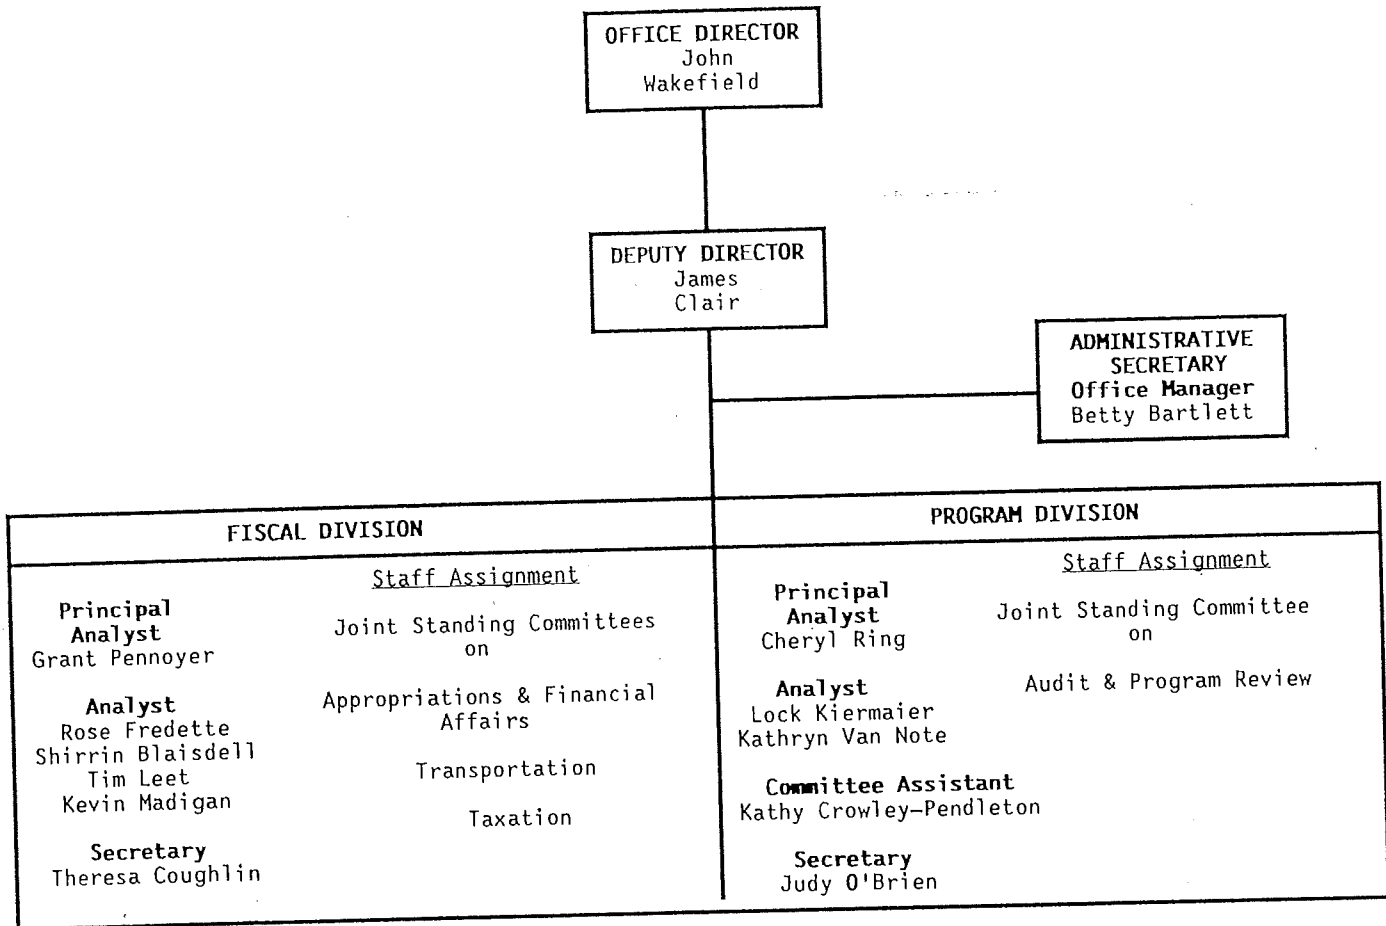 OFFICE DIRECTOR
John
Wakefield
DEPUTY DIRECTOR
James
Clair
ADMINISTRATIVE
SECRETARY
Office Manager
Betty Bartlett
FISCAL DIVISION
Staff Assignment
Principal
Analyst
Grant Pennoyer
Analyst
Rose Fredette
Shirrin Blaisdell
Tim Leet
Kevin Madigan
Secretary
Theresa Coughlin
Joint Standing Committees
on
Appropriations & Financial
Affairs
Transportation
Taxation
PROGRAM DIVISION
Staff Assignment
Principal
Analyst
Cheryl Ring
Analyst
Lock Kiermaier
Kathryn Van Note
Committee Assistant
Kathy Crowley-Pendleton
Secretary
Judy O'Brien
Joint Standing Committee
on
Audit & Program Review